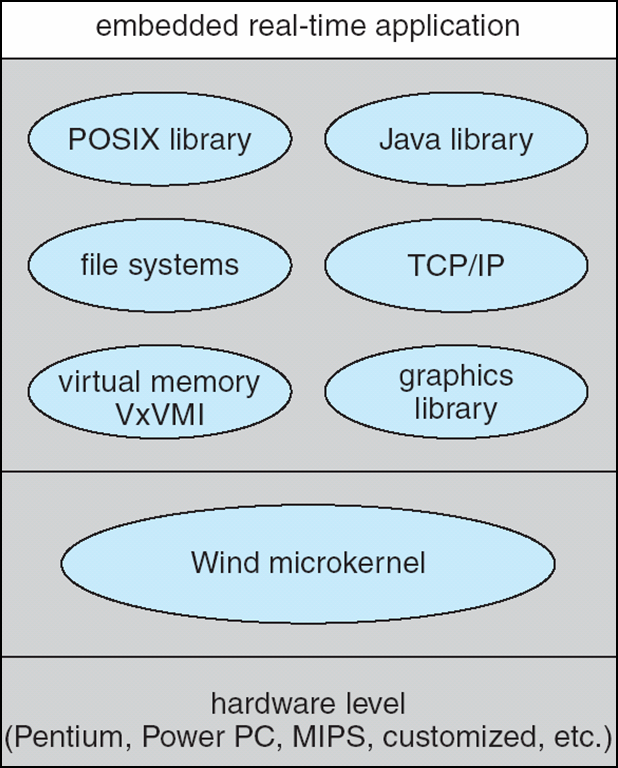 embedded real-time application
POSIX library
Java library
file systems
TCP/IP
virtual memory
VxVMI
graphics
library
Wind microkernel
hardware level
(Pentium, Power PC, MIPS, customized, etc.)